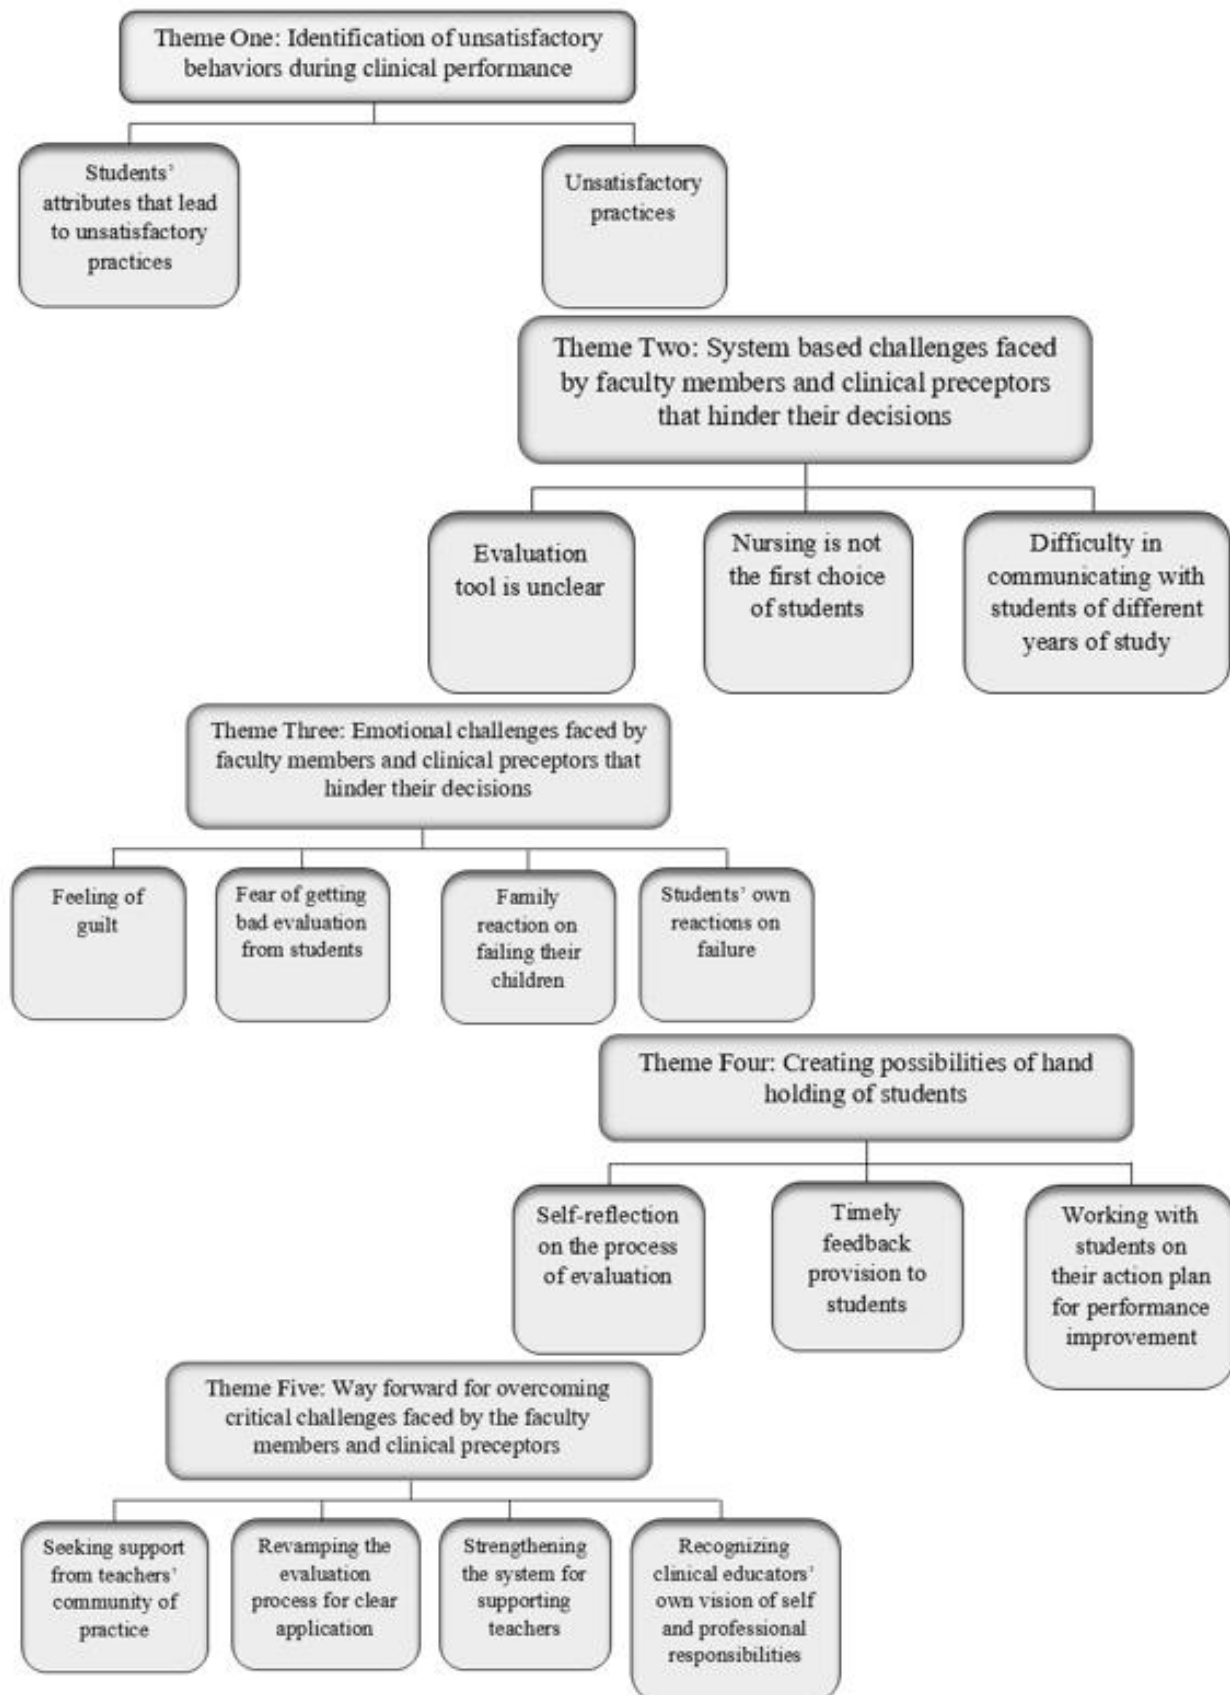 Theme One: Identification of unsatisfactory
behaviors during clinical performance
Students’
attributes that lead
to unsatisfactory
practices
Unsatisfactory
practices
Theme Two: System based challenges faced
by faculty members and clinical preceptors
that hinder their decisions
Evaluation
tool is unclear
Nursing is not
the first choice
of students
Difficulty in
communicating with
students of different
years of study
Theme Three: Emotional challenges faced by
faculty members and clinical preceptors that
hinder their decisions
Feeling of
guilt
Fear of getting
bad evaluation
from students
Family
reaction on
failing their
children
Students’ own
reactions on
failure
Theme Four: Creating possibilities of hand
holding of students
Self-reflection
on the process
of evaluation
Timely
feedback
provision to
students
Working with
students on
their action plan
for performance
improvement
Theme Five: Way forward for overcoming
critical challenges faced by the faculty
members and clinical preceptors
Seeking support
from teachers’
community of
practice
Revamping the
evaluation
process for clear
application
Strengthening
the system for
supporting
teachers
Recognizing
clinical educators’
own vision of self
and professional
responsibilities